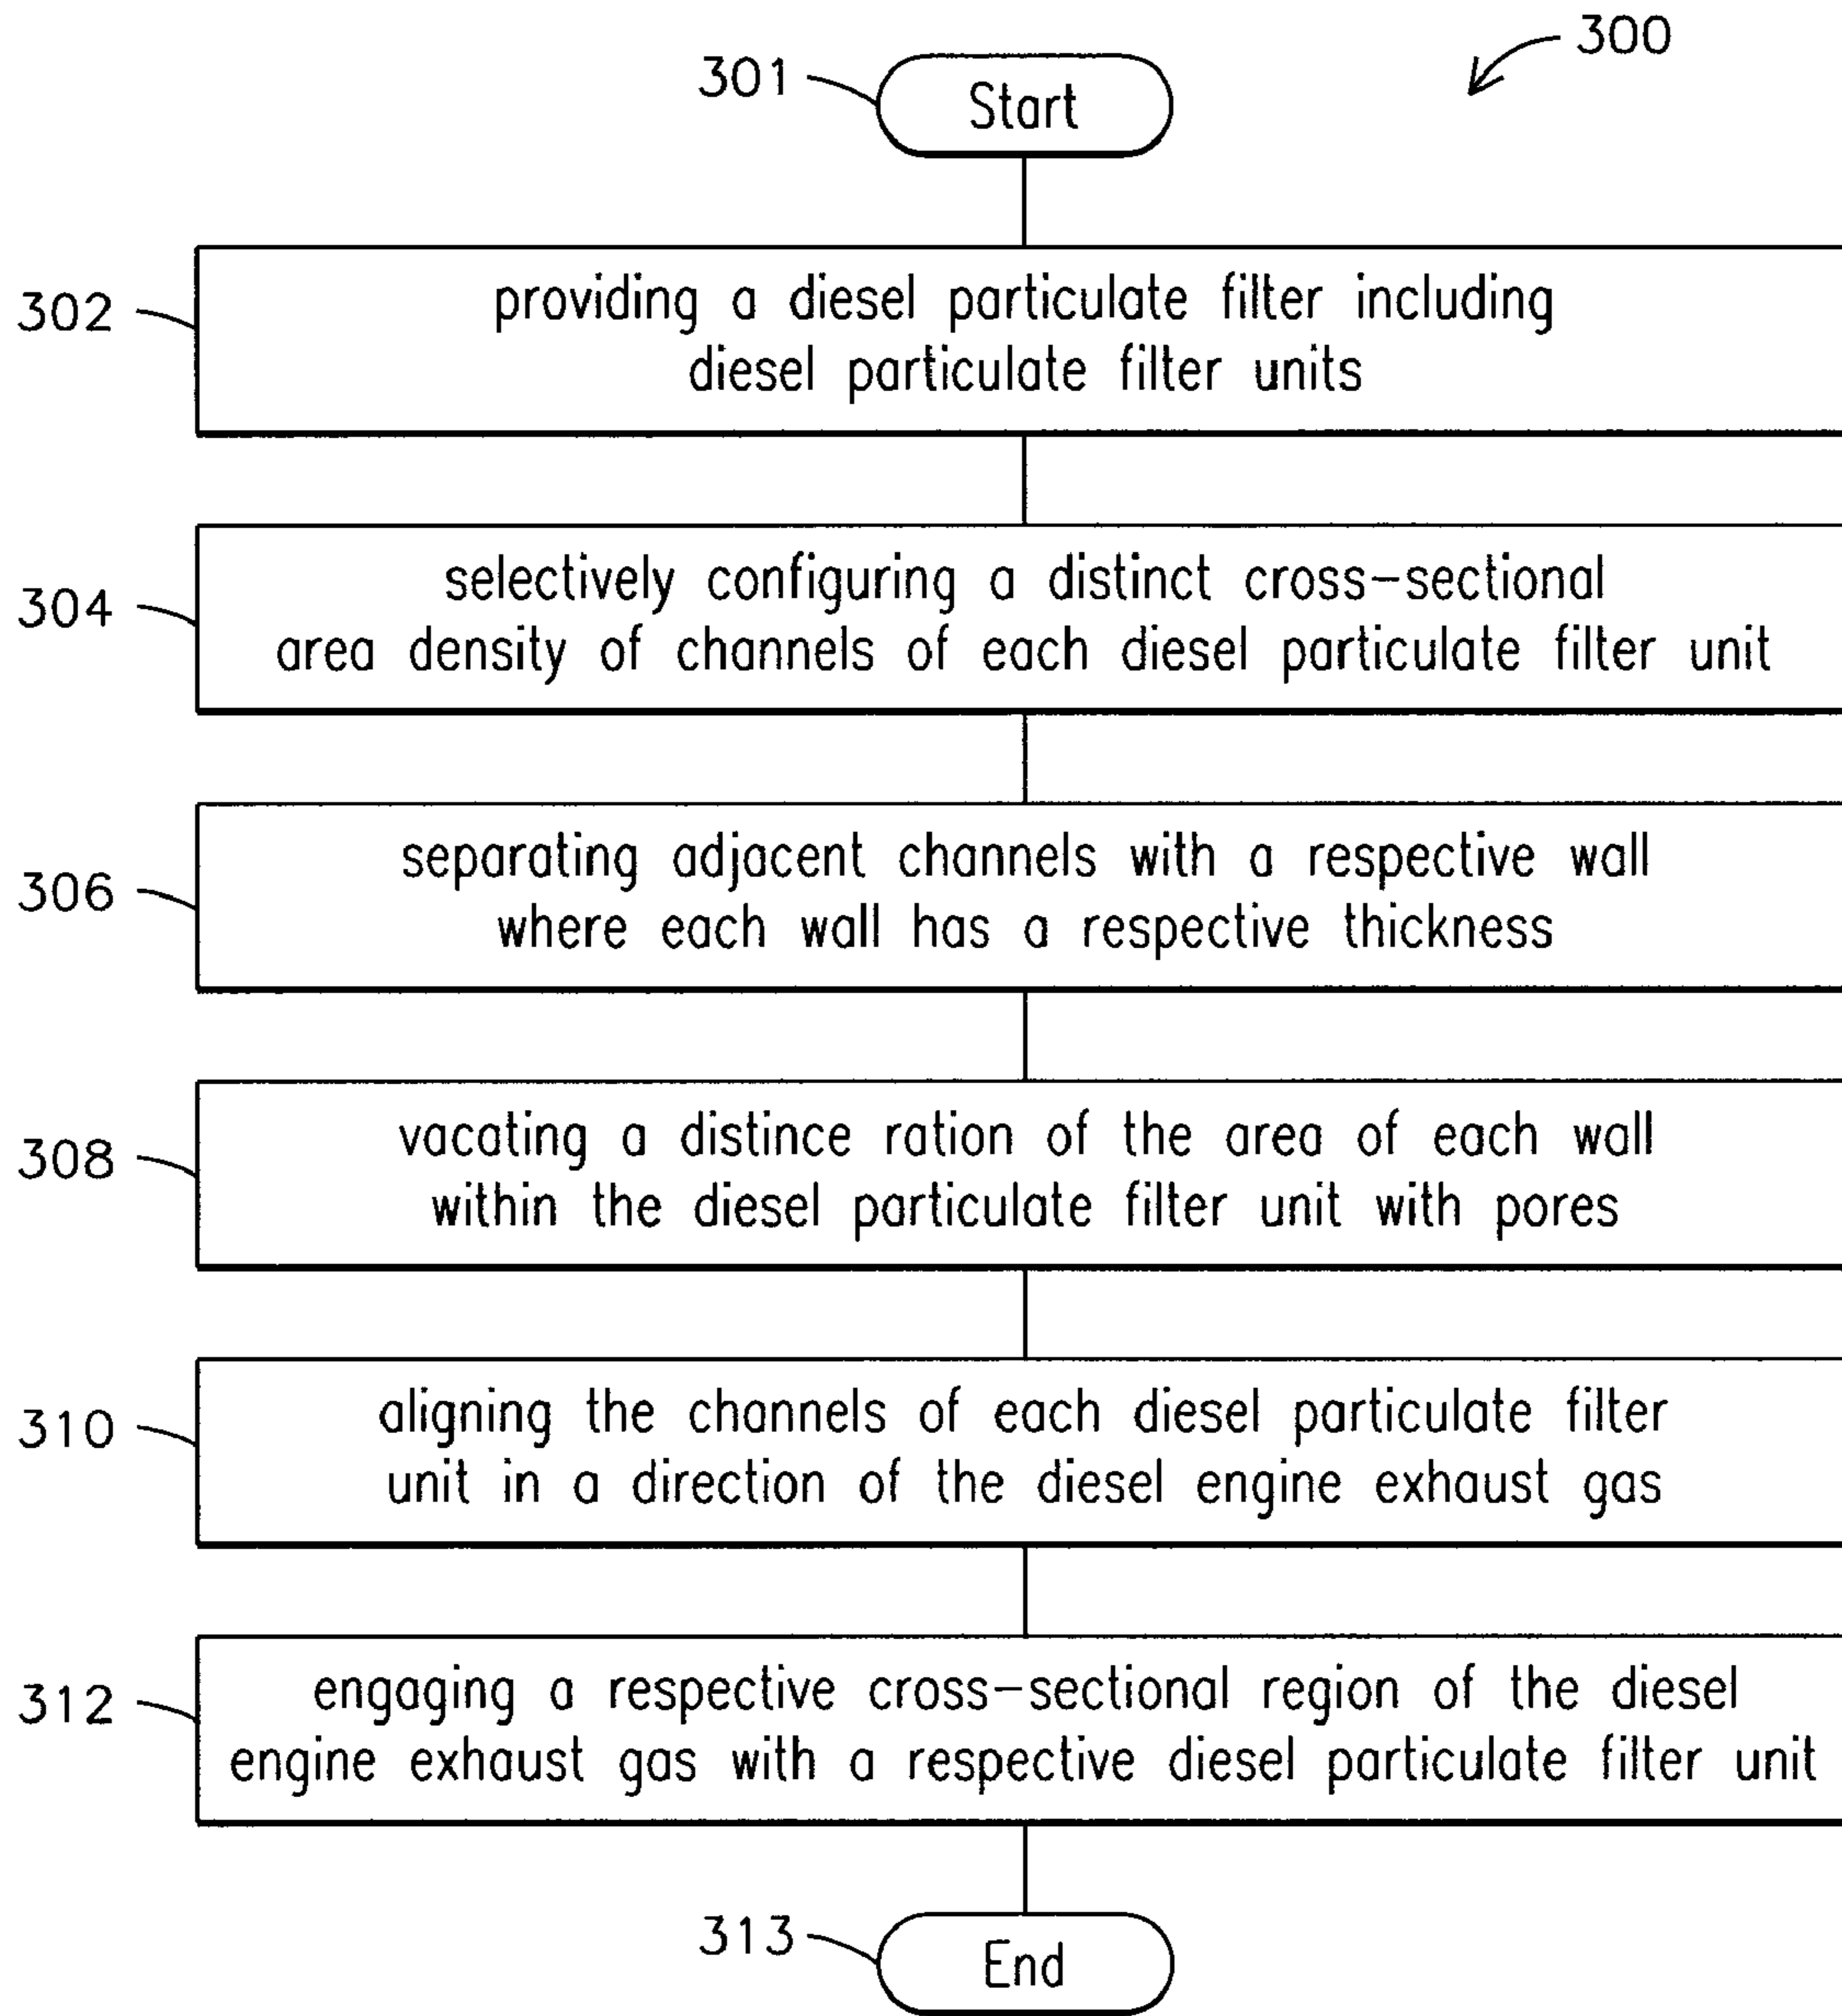 300
301
Start
302
providing a diesel particulate filter including
diesel particulate filter units
304
selectively configuring a distinct cross-sectional
area density of channels of each diesel particulate filter unit
306
separating adjacent channels with a respective wall
where each wall has a respective thickness
308
vacating a distince ration of the area of each wall
within the diesel particulate filter unit with pores
310
aligning the channels of each diesel particulate filter
unit in a direction of the diesel engine exhaust gas
312
engaging a respective cross-sectional region of the diesel
engine exhaust gas with a respective diesel particulate filter unit
313
End